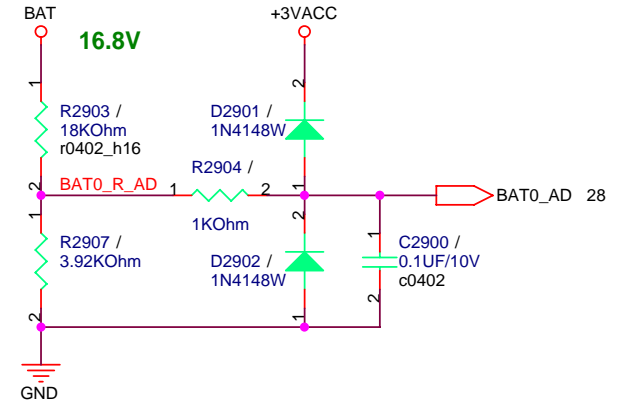 BAT
+3VACC
16.8V
1
2
R2903 /
18KOhm
r0402_h16
D2901 /
1N4148W
R2904 /
2
BAT0_R_AD
1
2
1
BAT0_AD 28
1
1KOhm
2
1
R2907 /
3.92KOhm
D2902 /
1N4148W
C2900 /
0.1UF/10V
c0402
2
2
1
GND